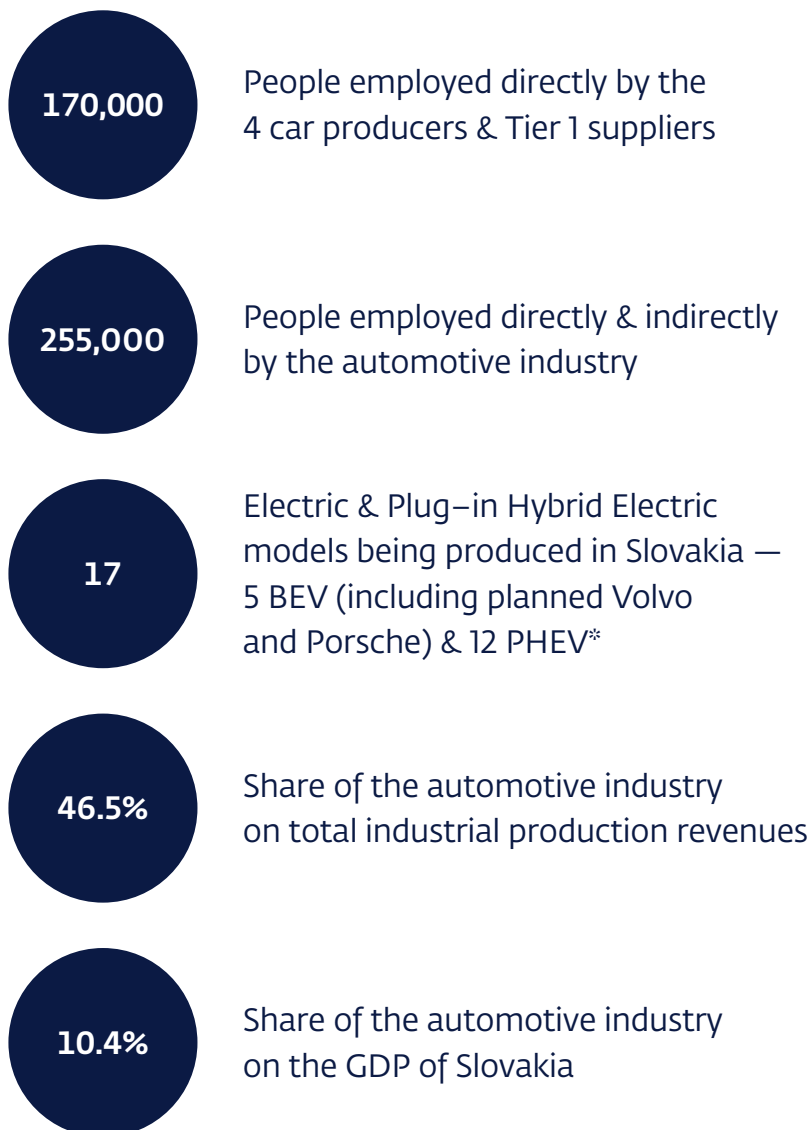 170,000
People employed directly by the
4 car producers & Tier 1 suppliers
255,000
People employed directly & indirectly
by the automotive industry
17
Electric & Plug–in Hybrid Electric
models being produced in Slovakia —
5 BEV (including planned Volvo
and Porsche) & 12 PHEV*
46.5%
Share of the automotive industry
on total industrial production revenues
10.4%
Share of the automotive industry
on the GDP of Slovakia